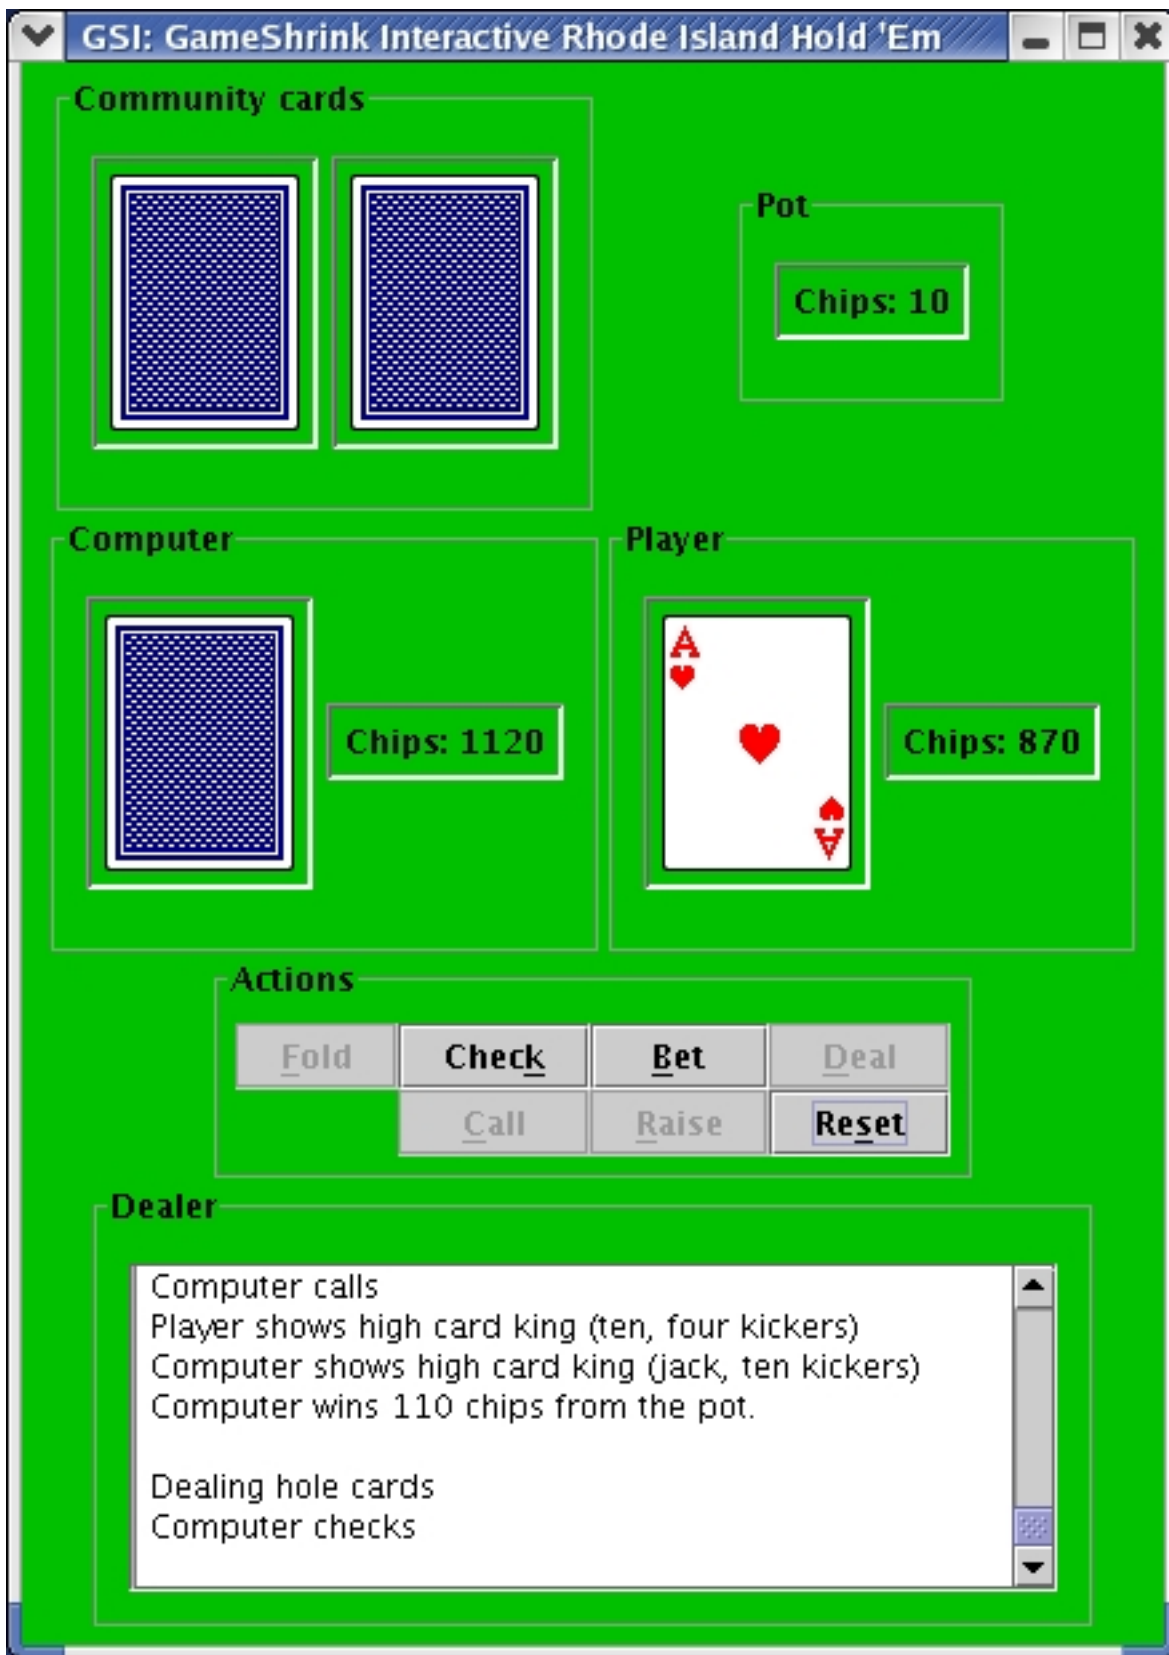 GSI: GameShrink Interactive Rhode Island Hold 'Em
Community cards
Pot
Chips: 10
Computer
Chips: 1120
Player
A
A
Chips: 870
Actions
Fold Check Bet Deal
Call Raise Reset
Dealer
Computer calls
Player shows high card king (ten, four kickers)
Computer shows high card king (jack, ten kickers)
Computer wins 110 chips from the pot.
Dealing hole cards
Computer checks